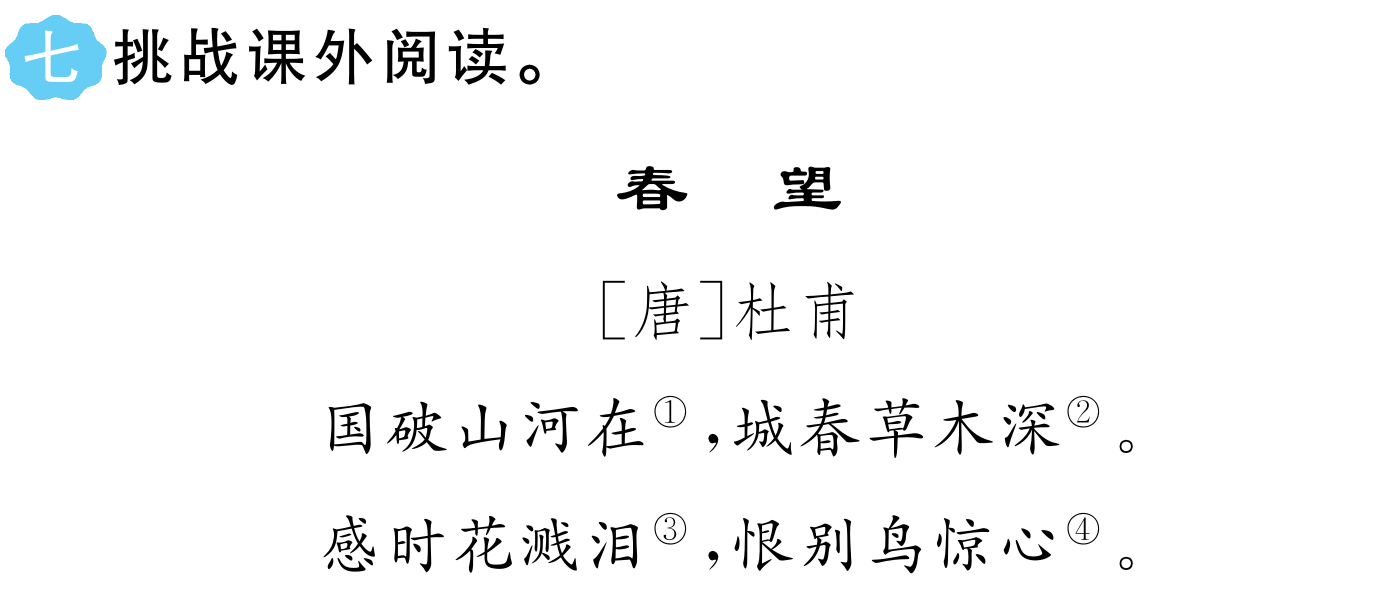 七 挑战课外阅读。
春 望
[唐]杜甫
国破山河在①,城春草木深②。
感时花溅泪③,恨别鸟惊心④。